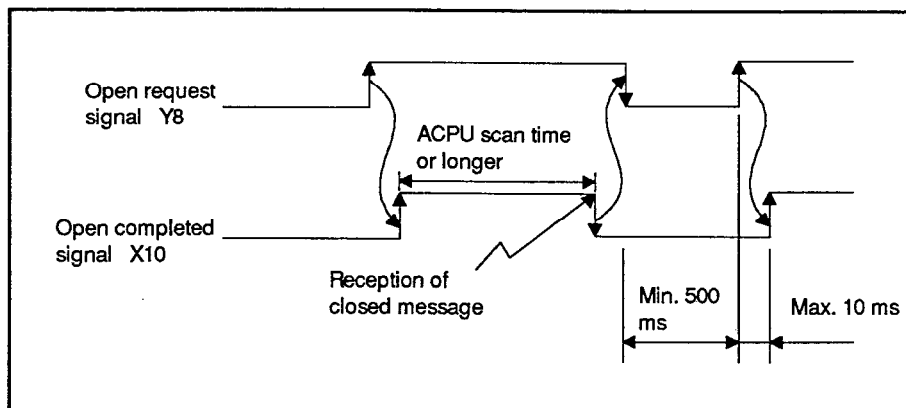 Open request
signal Y8
ACPU scan time
or longer
Open completed
signal X10
Reception of
closed message
Min. 500
ms
Max. 10 ms